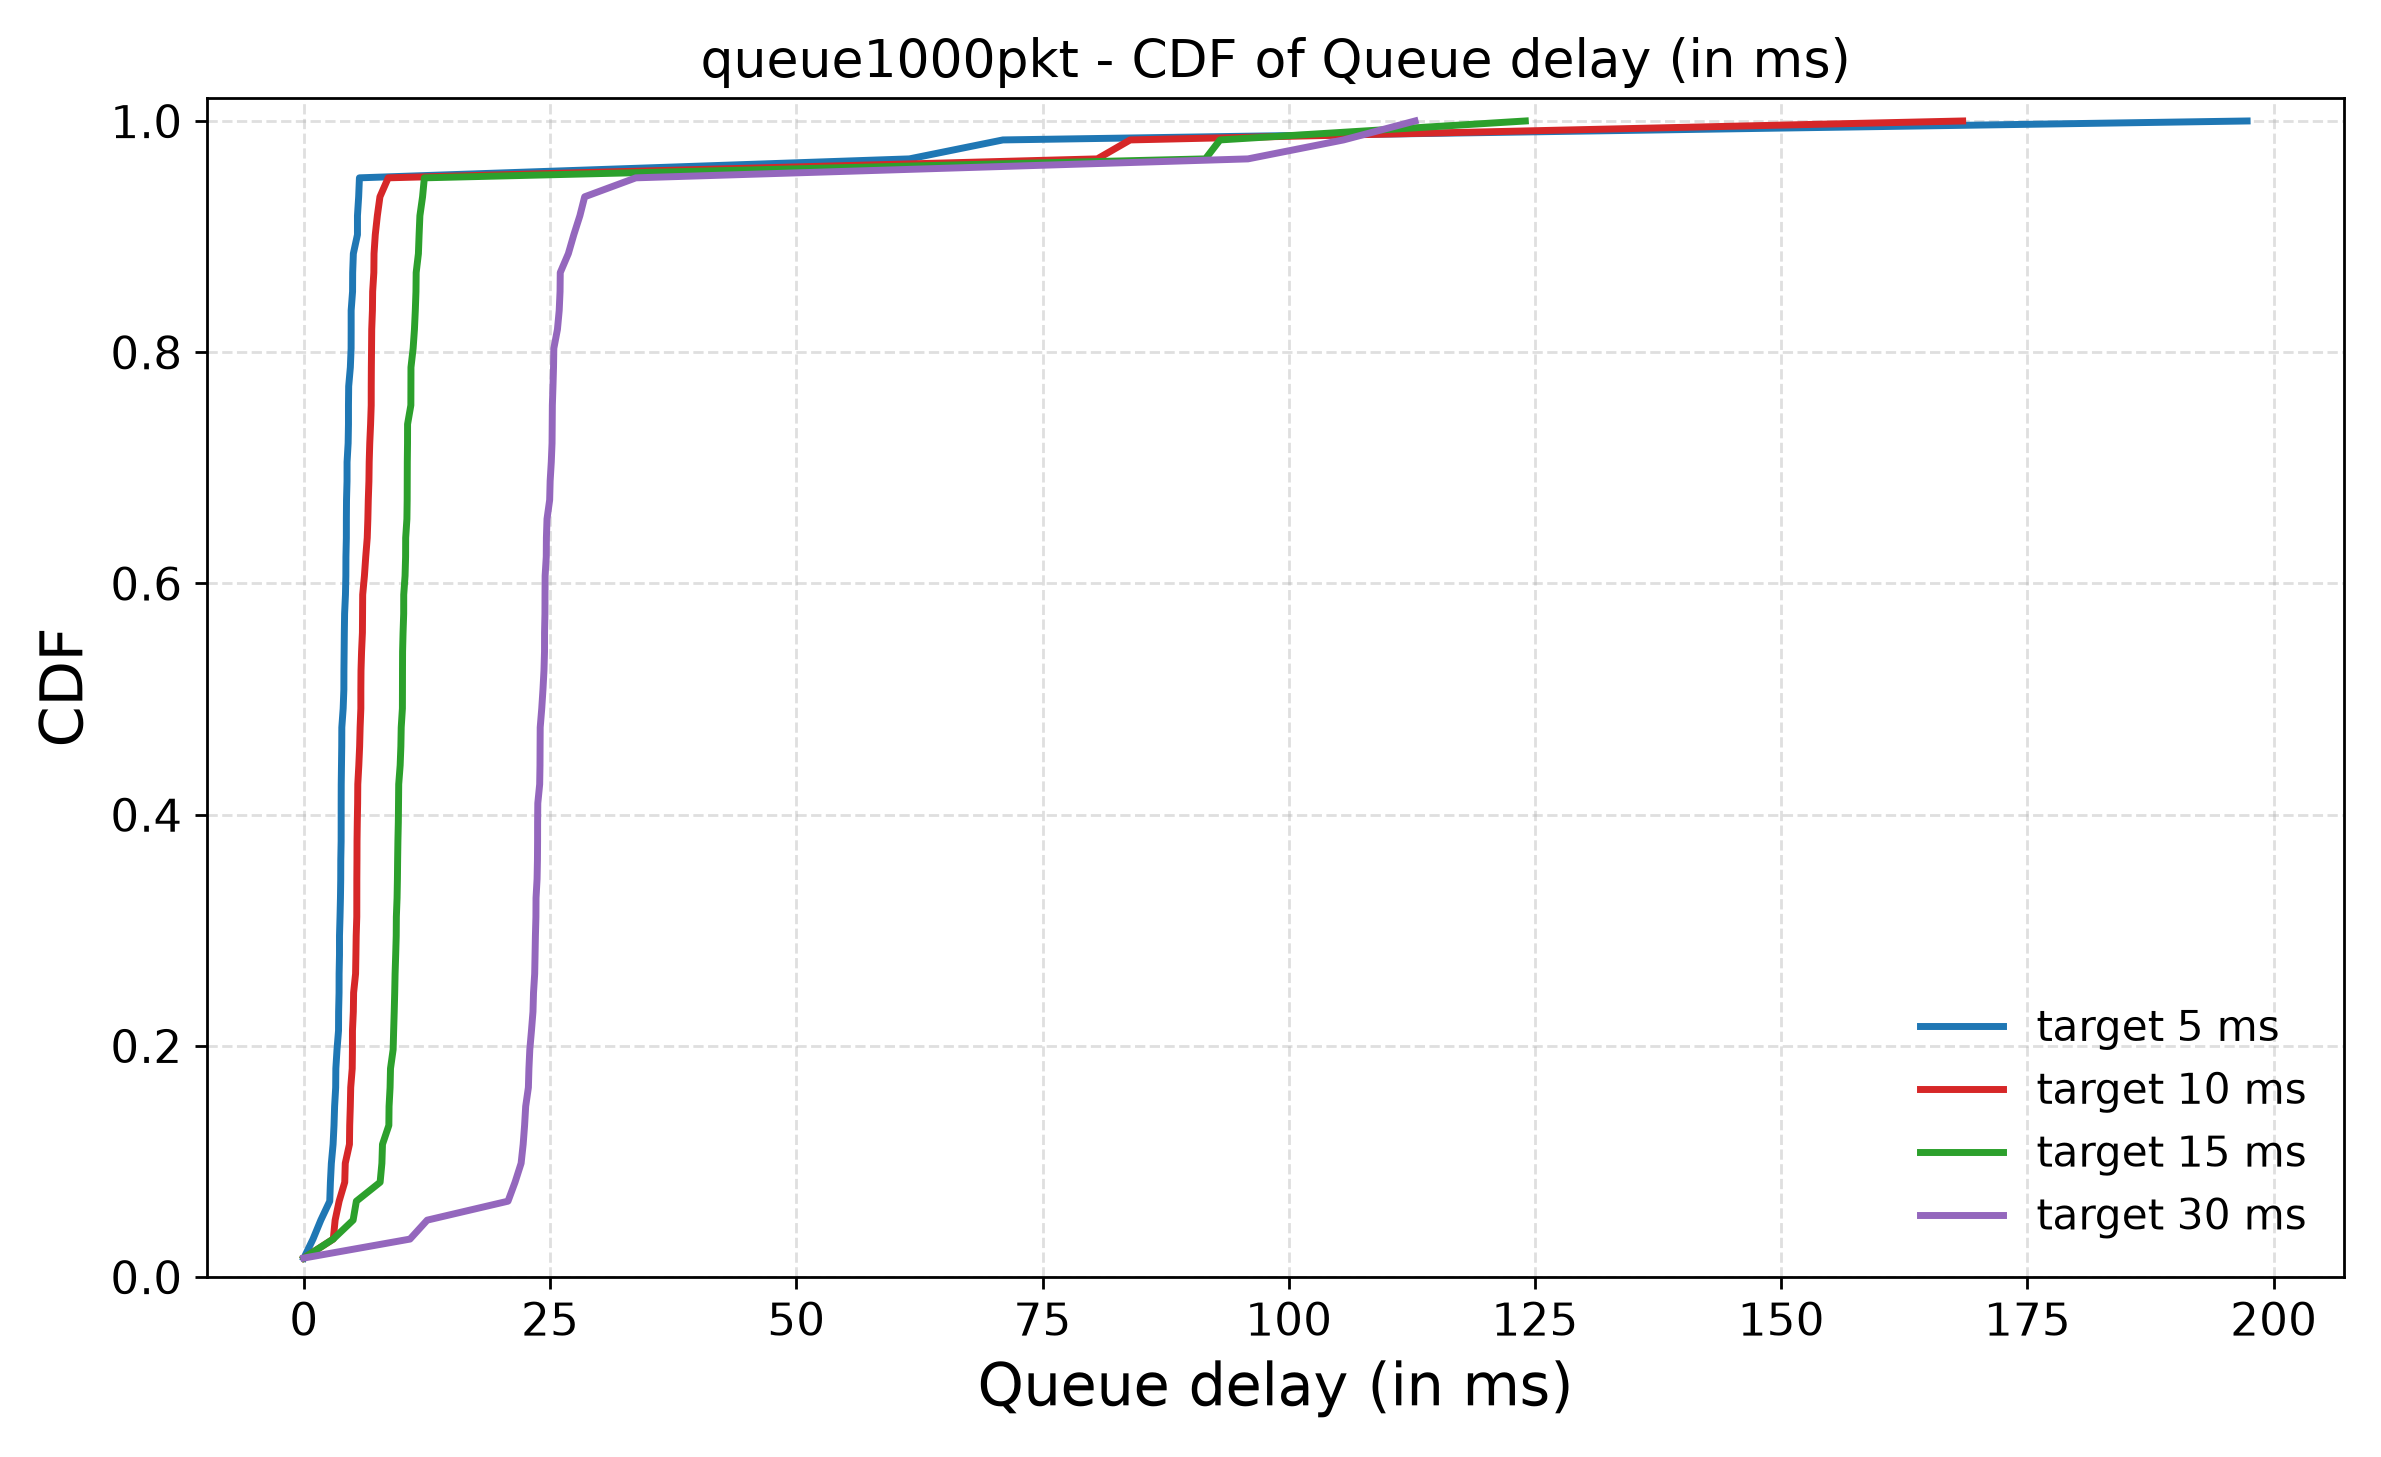 queue1000pkt - CDF of Queue delay (in ms)
1.0
0.8
0.6
0.4
0.2
0.0
CDF
0 25 50 75 100 125 150 175 200
Queue delay (in ms)
target 5 ms
target 10 ms
target 15 ms
target 30 ms